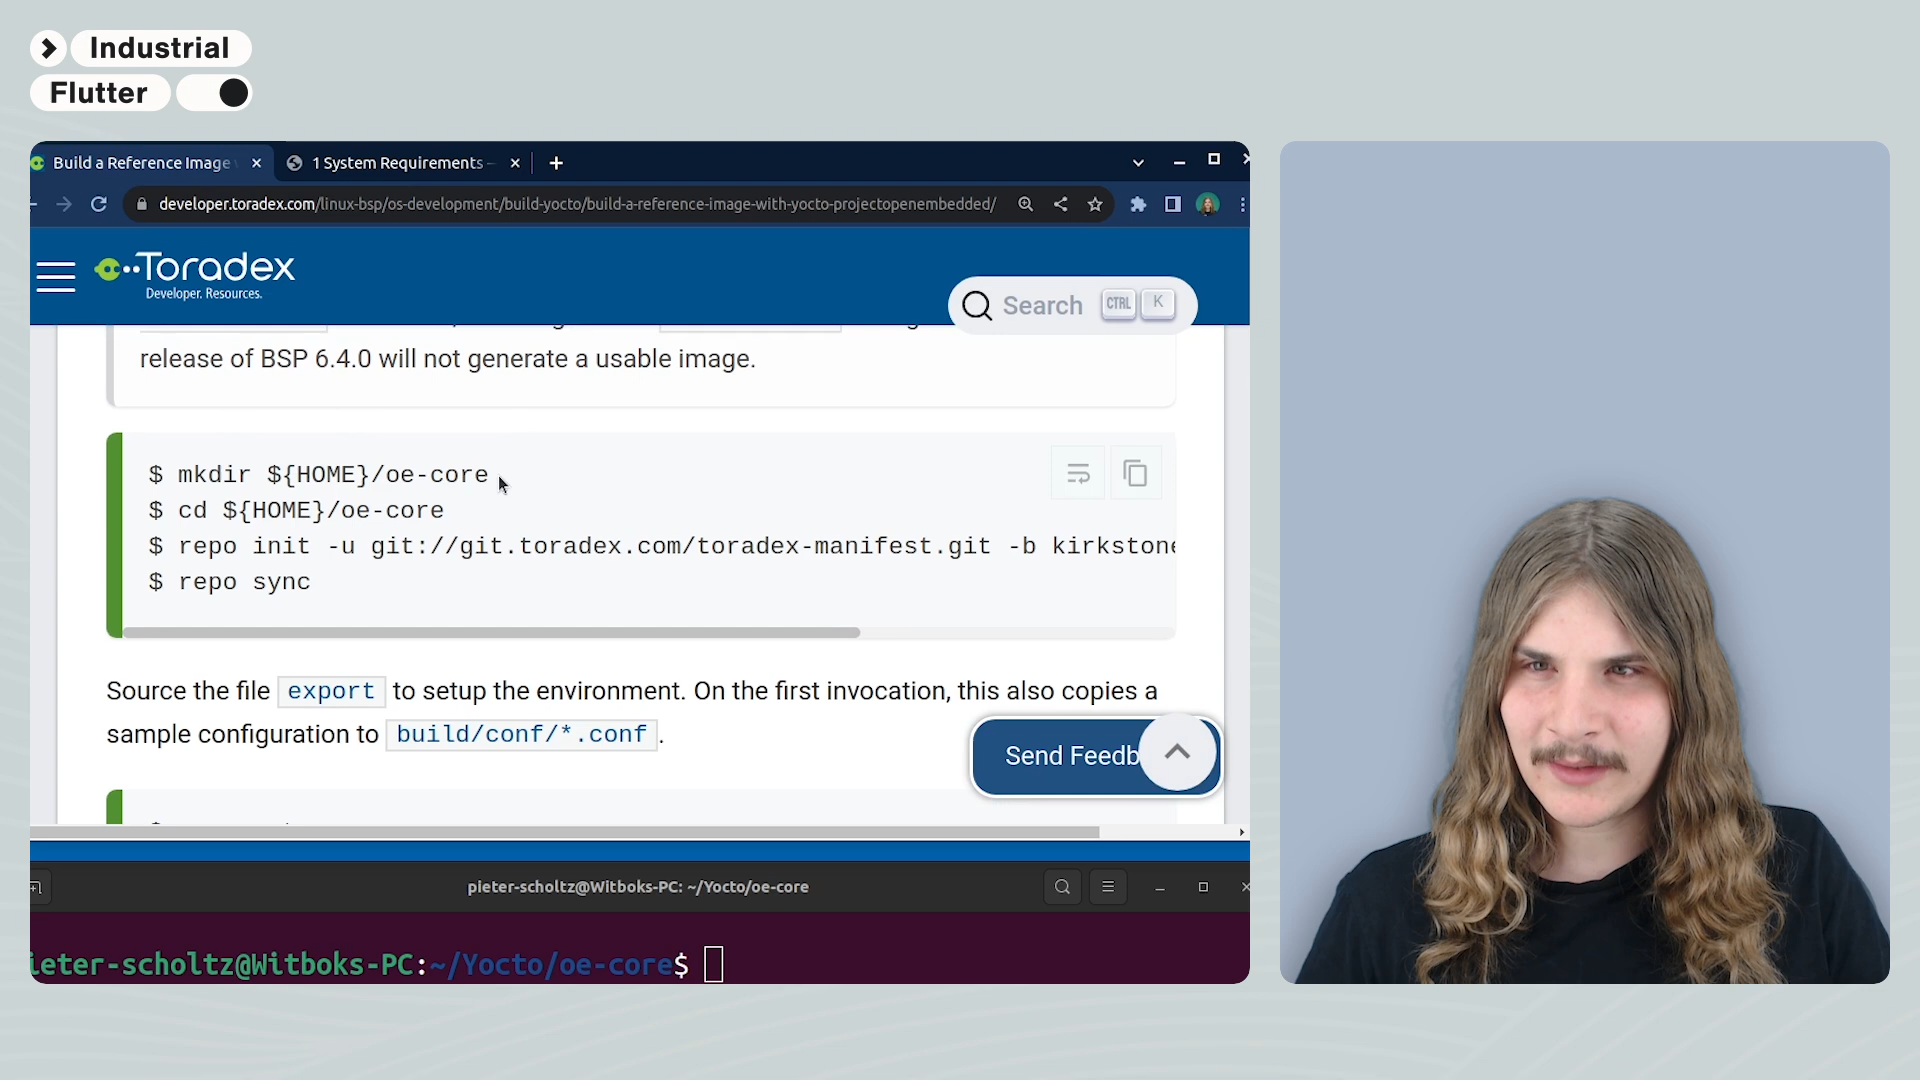 Industrial
Flutter
Build a Reference Image
1 System Requirements -
developer.toradex.com/linux-bsp/os-development/build-yocto/build-a-reference-image-with-yocto-projectopenembedded/
Toradex
Developer. Resources.
Search CTRL K
release of BSP 6.4.0 will not generate a usable image.
$ mkdir ${HOME}/oe-core
$ cd ${HOME}/oe-core
$ repo init -u git://git.toradex.com/toradex-manifest.git -b kirkstone
$ repo sync
Source the file export to setup the environment. On the first invocation, this also copies a
sample configuration to build/conf/*.conf.
Send Feedb
pieter-scholtz@Witboks-PC: ~/Yocto/oe-core
ieter-scholtz@Witboks-PC:~/Yocto/oe-core$